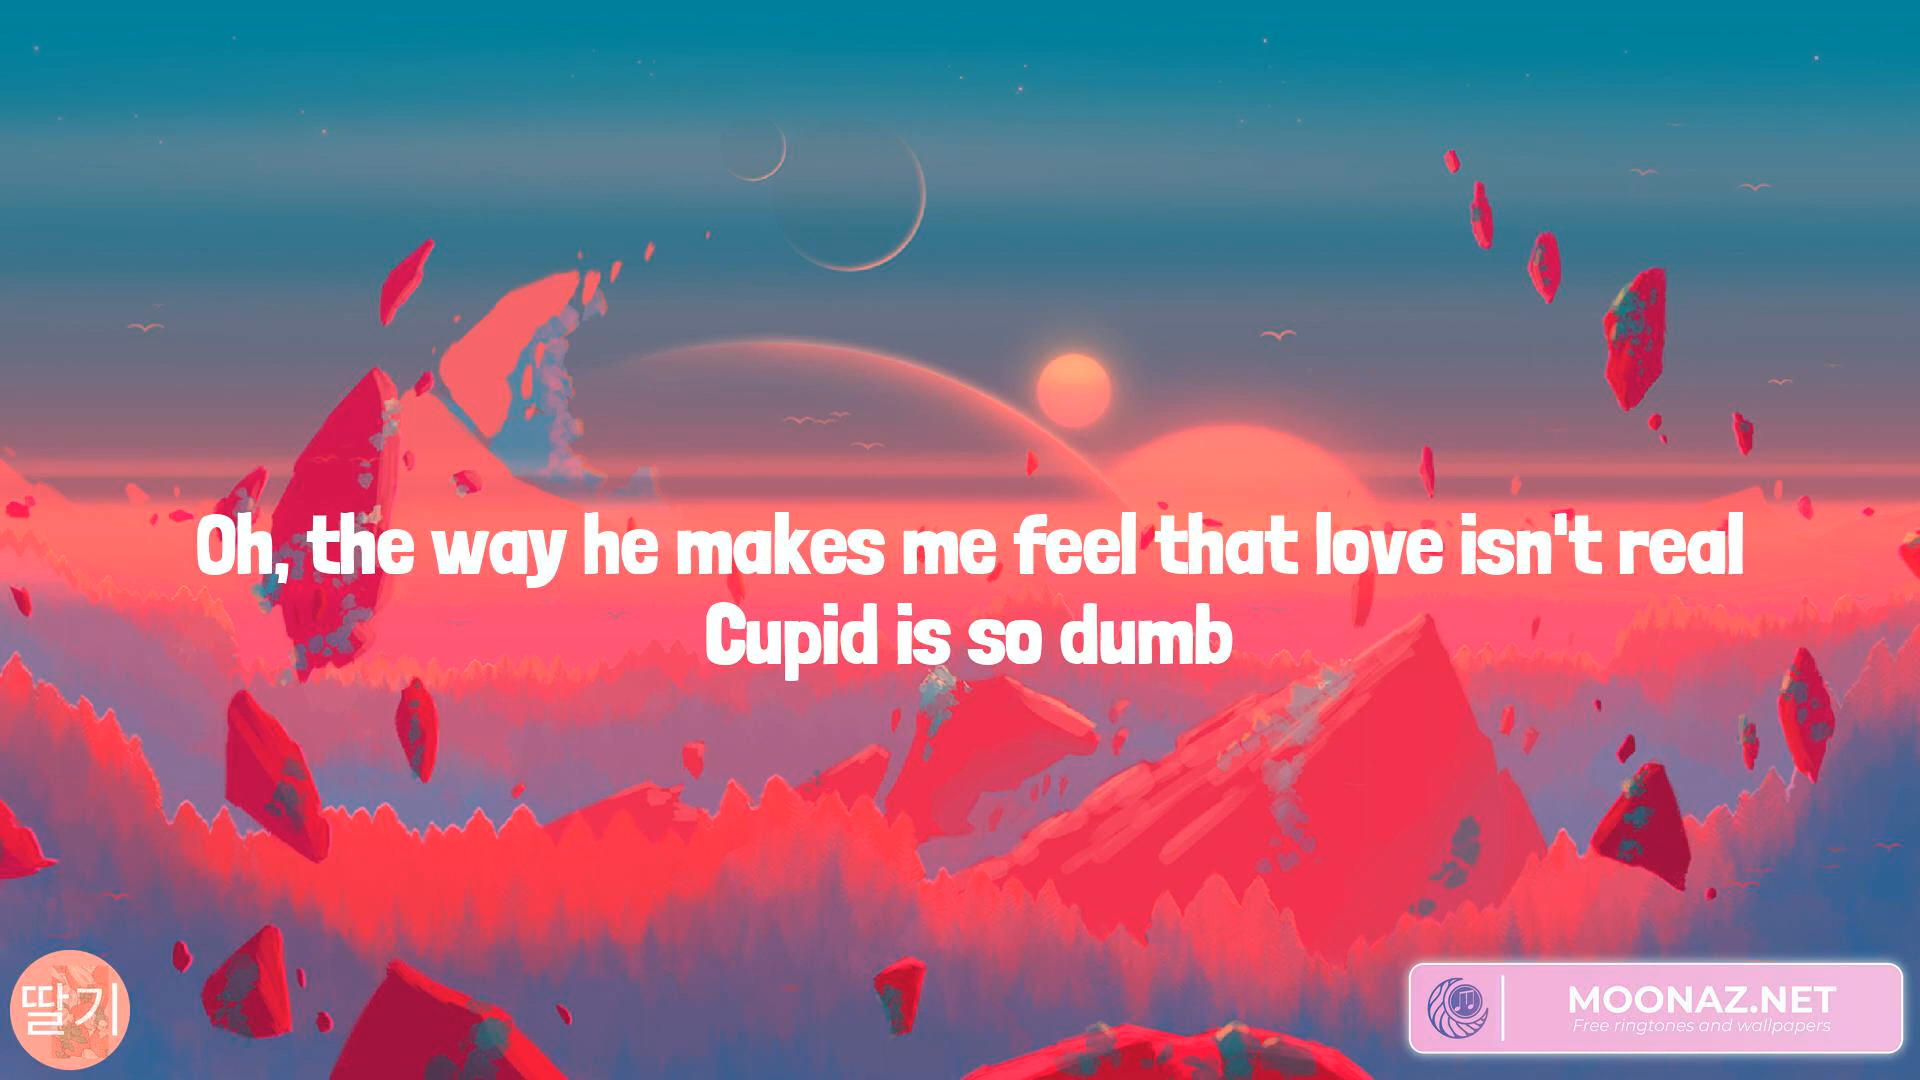 Oh, the way he makes me feel that love isn't real
Cupid is so dumb
딸기
MOONAZ.NET
Free ringtones and wallpapers